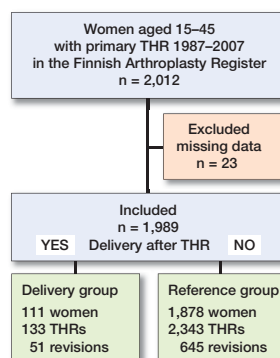 Women aged 15–45
with primary THR 1987–2007
in the Finnish Arthroplasty Register
n = 2,012
Excluded
missing data
n = 23
Included
n = 1,989
YES Delivery after THR NO
Delivery group
111 women
133 THRs
51 revisions
Reference group
1,878 women
2,343 THRs
645 revisions